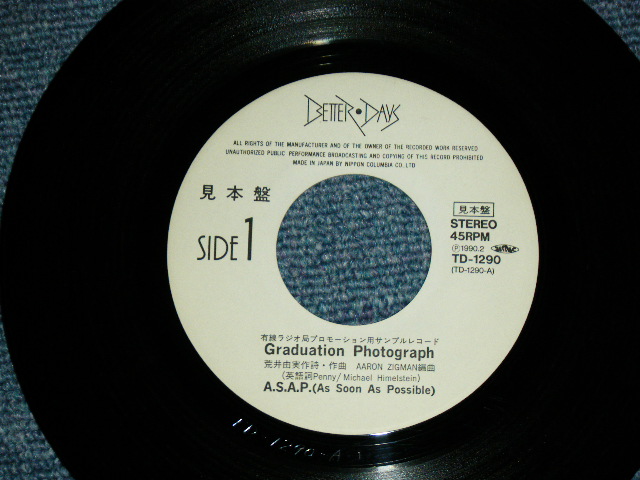 BETTER・DAYS
ALL RIGHTS OF THE MANUFACTURER AND OF THE OWNER OF THE RECORDED WORK RESERVED
UNAUTHORIZED PUBLIC PERFORMANCE BROADCASTING AND COPYING OF THIS RECORD PROHIBITED
MADE IN JAPAN BY NIPPON COLUMBIA CO., LTD
見本盤
SIDE 1
見本盤
STEREO
45RPM
Ⓟ1990.2
TD-1290
(TD-1290-A)
有線ラジオ局プロモーション用サンプルレコード
Graduation Photograph
荒井由実作詩・作曲 AARON ZIGMAN編曲
(英語詞Penny/Michael Himelstein)
A.S.A.P.(As Soon As Possible)